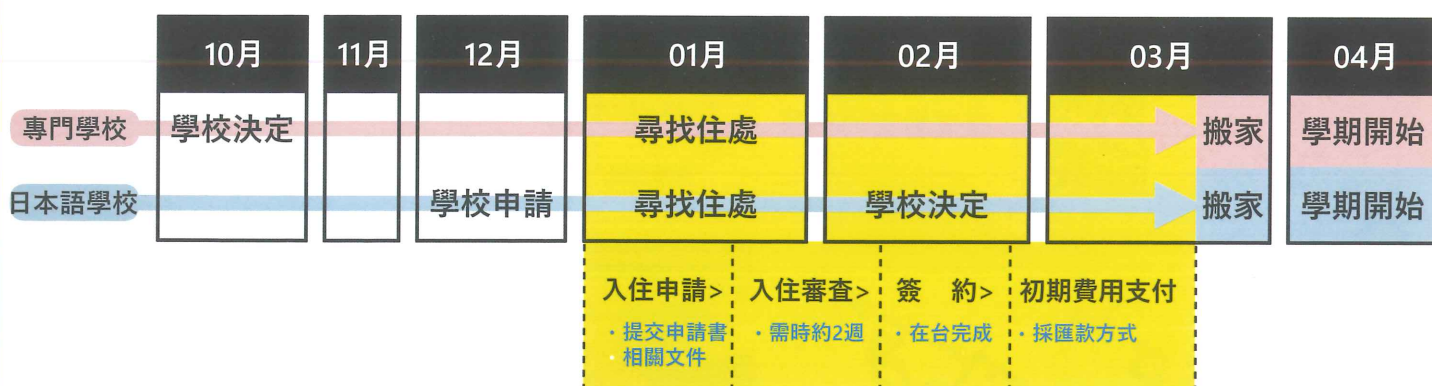 10月 11月 12月 01月 02月 03月 04月
專門學校 學校決定 尋找住處 搬家 學期開始
日本語學校 學校申請 尋找住處 學校決定 搬家 學期開始
入住申請> 入住審查> 簽 約> 初期費用支付
・提交申請書 ・需時約2週 ・在台完成 ・採匯款方式
・相關文件